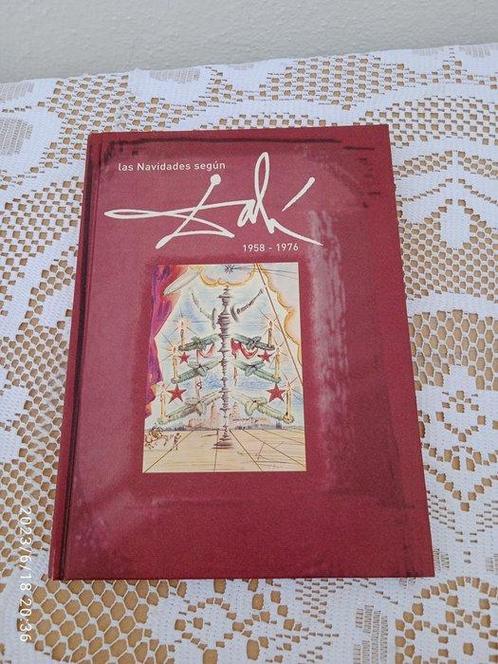 las Navidades según
Dalí
1958 - 1976
2023/6/18 20:36